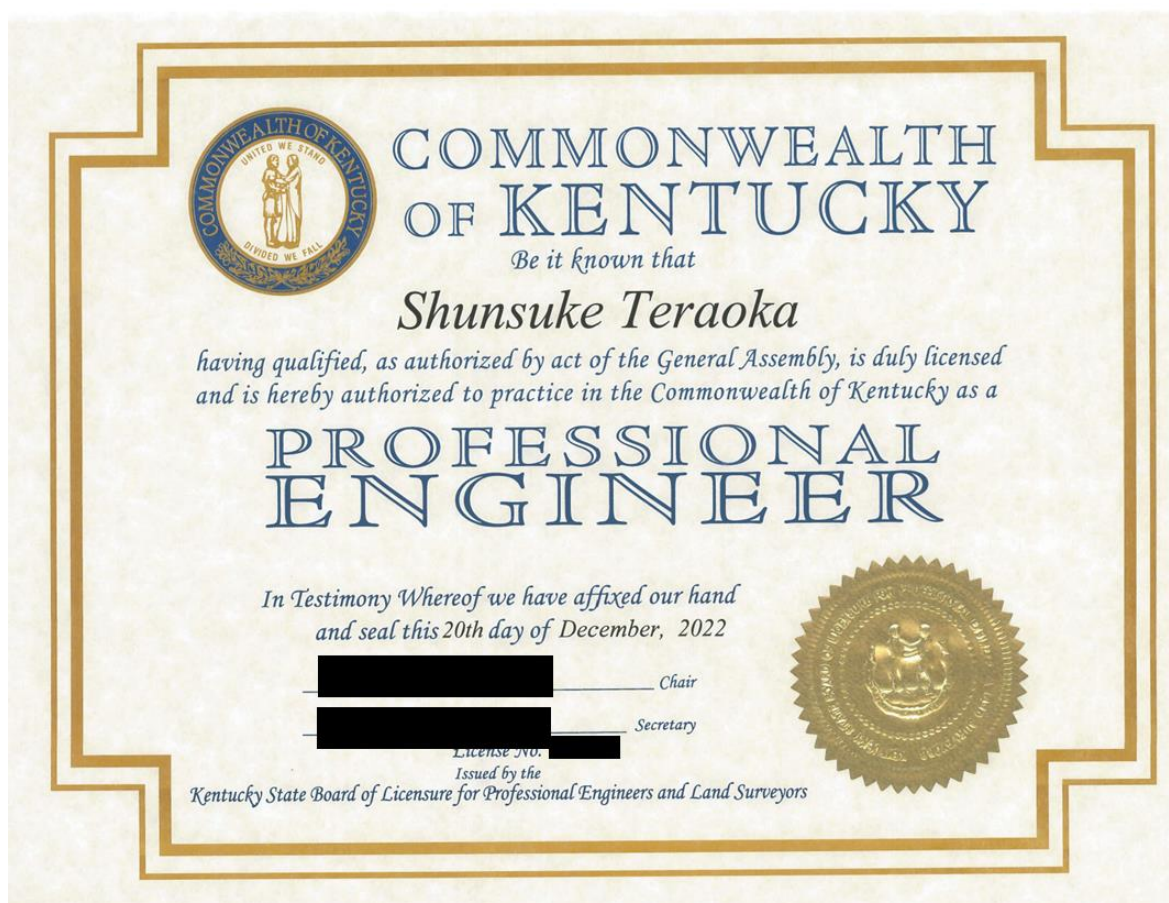 COMMONWEALTH OF KENTUCKY
UNITED WE STAND
DIVIDED WE FALL
COMMONWEALTH
OF KENTUCKY
Be it known that
Shunsuke Teraoka
having qualified, as authorized by act of the General Assembly, is duly licensed
and is hereby authorized to practice in the Commonwealth of Kentucky as a
PROFESSIONAL
ENGINEER
In Testimony Whereof we have affixed our hand
and seal this 20th day of December, 2022
Chair
Secretary
License No.
Issued by the
Kentucky State Board of Licensure for Professional Engineers and Land Surveyors